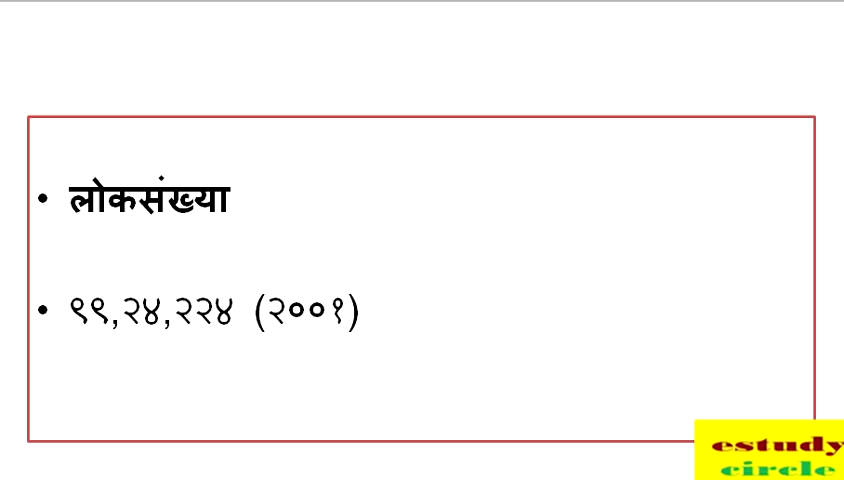 • लोकसंख्या
• ९९,२४,२२४ (२००१)
estudy
circle